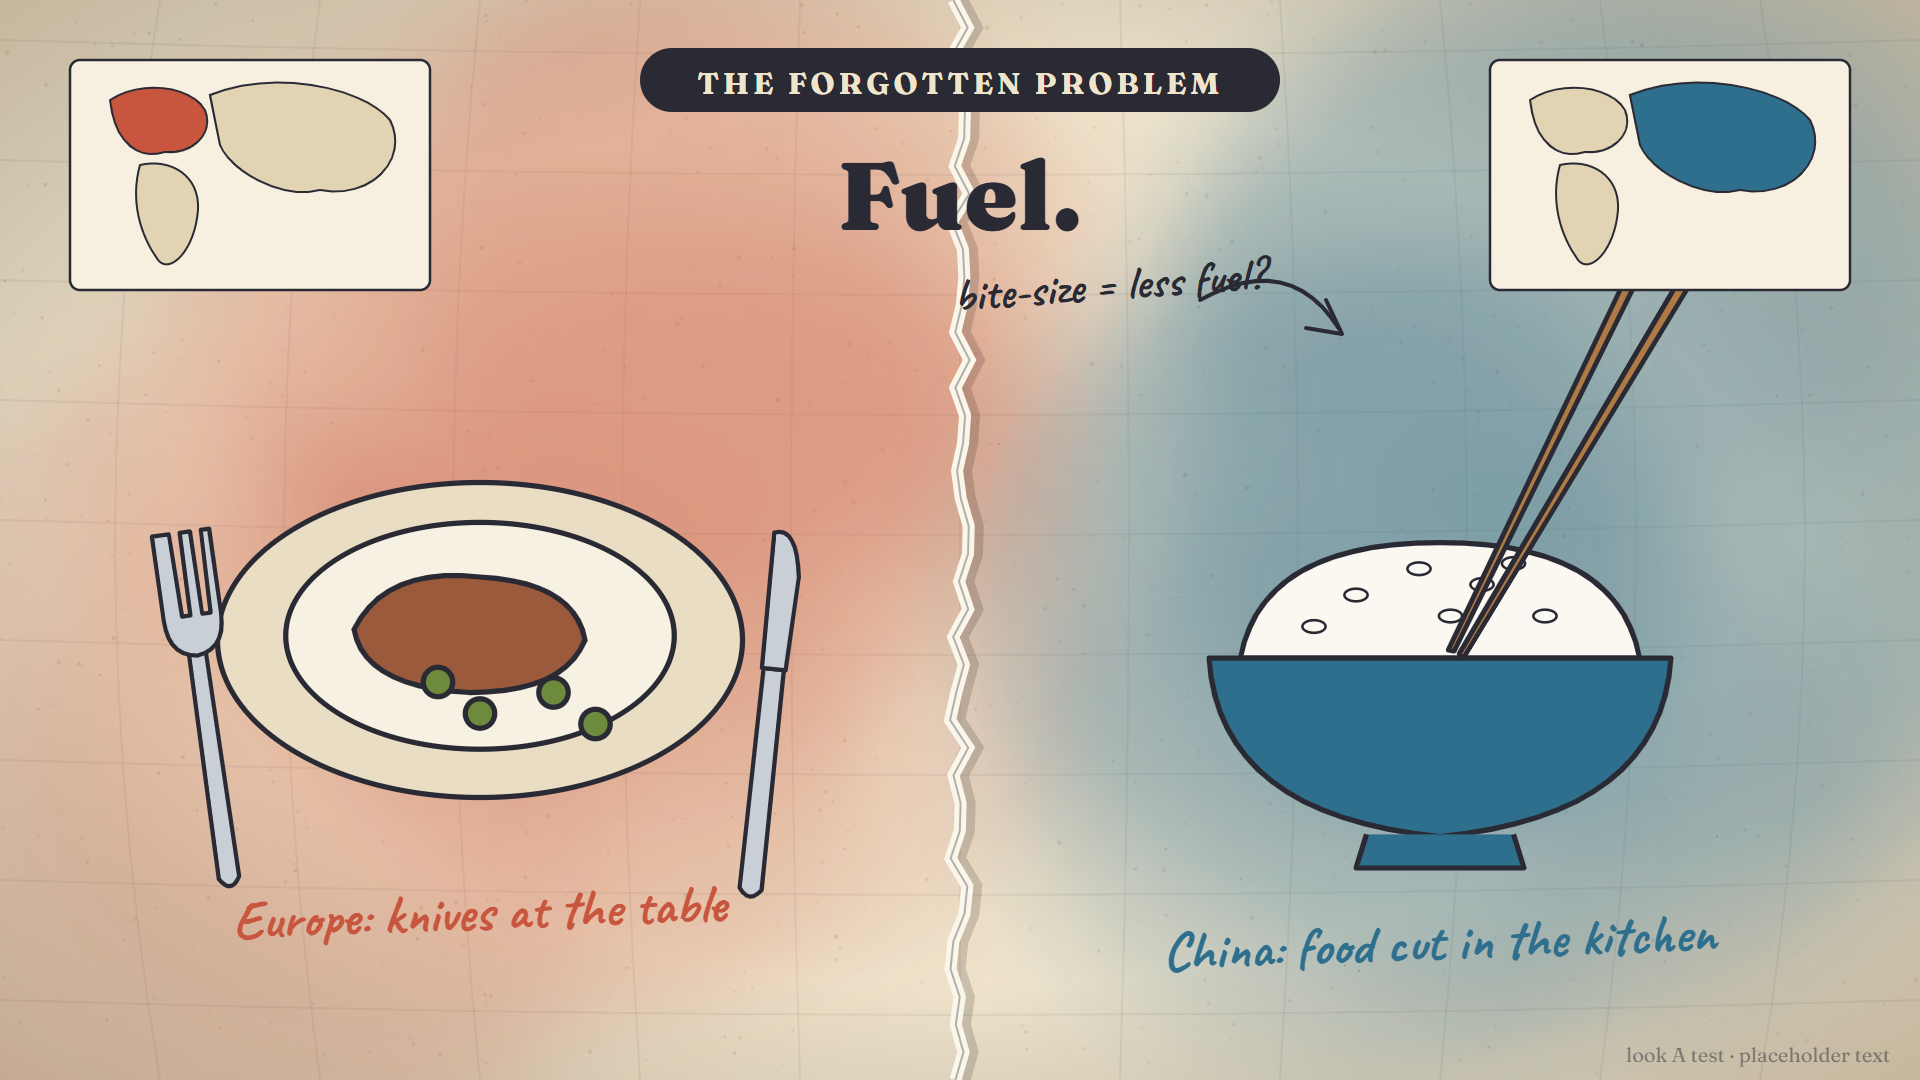 THE FORGOTTEN PROBLEM
Fuel.
bite-size = less fuel?
Europe: knives at the table
China: food cut in the kitchen
look A test · placeholder text